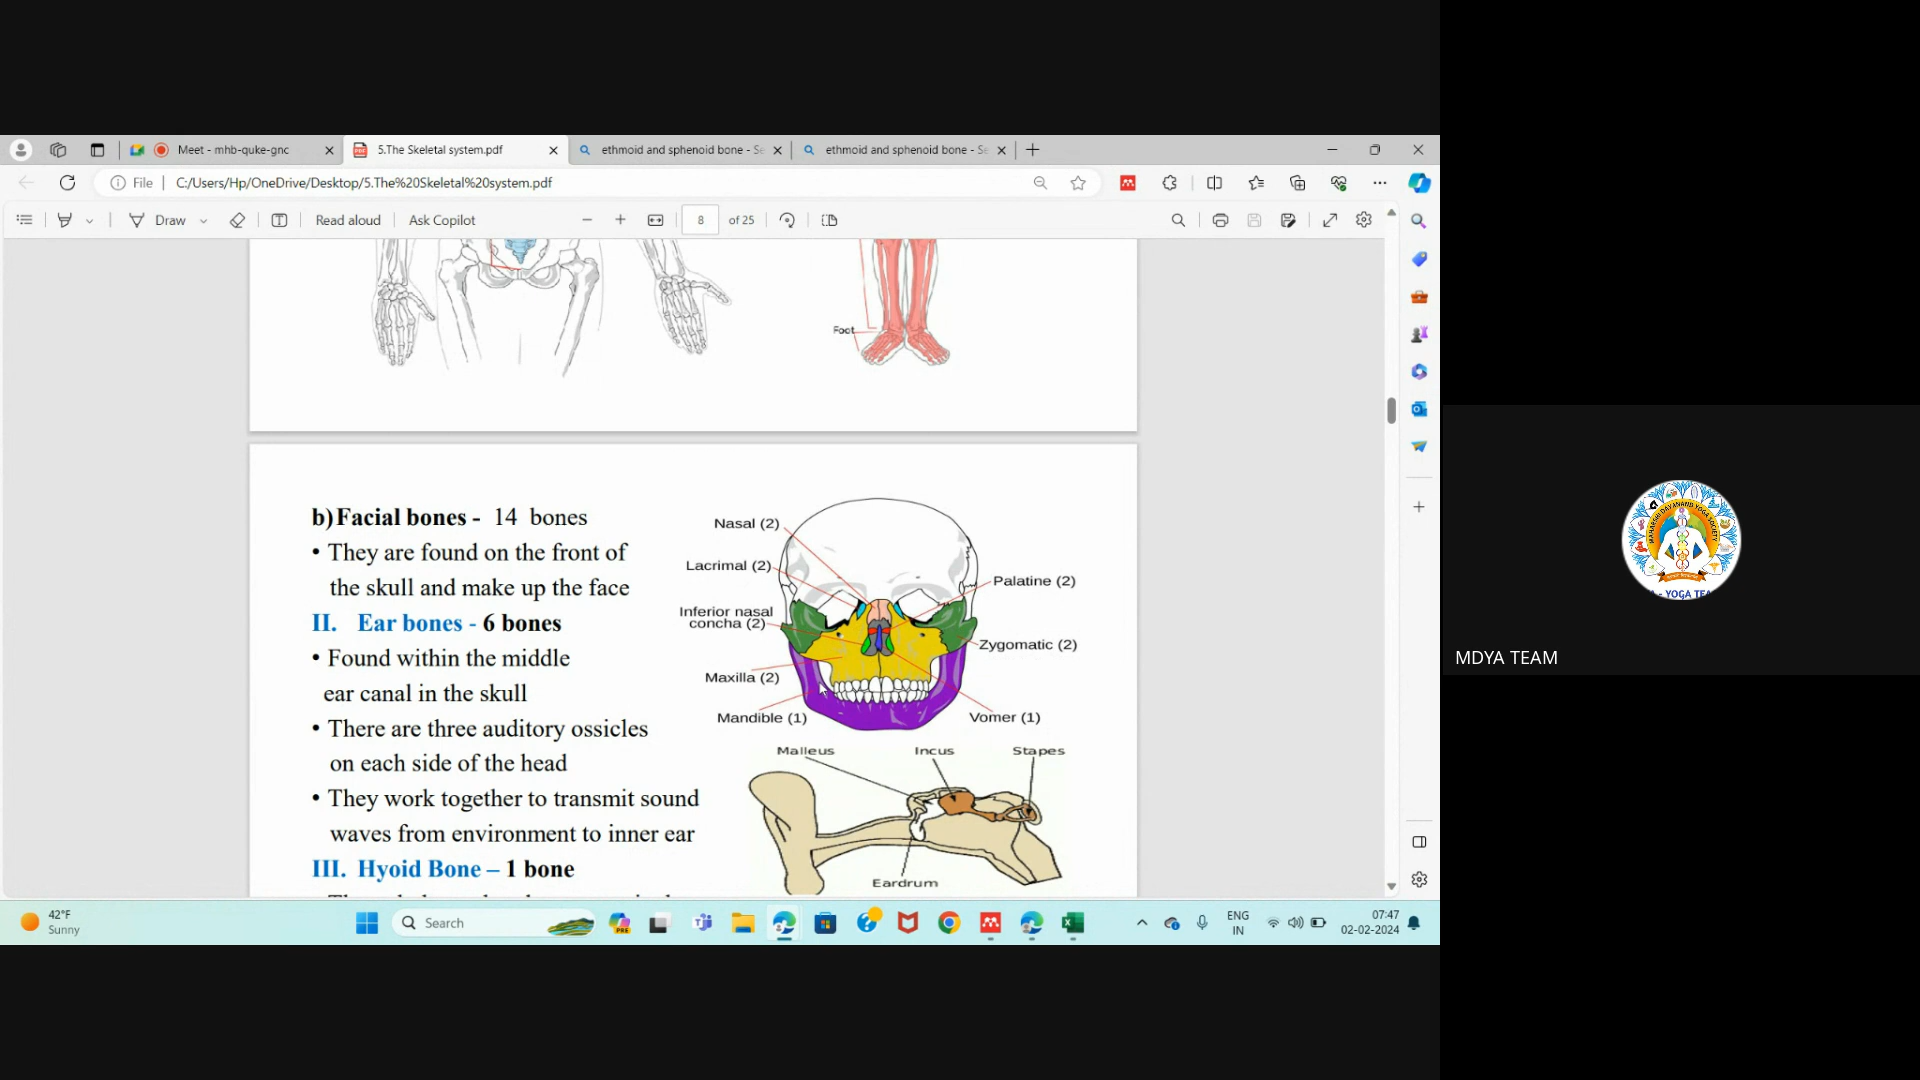 Meet - mhb-quke-gnc
5.The Skeletal system.pdf
ethmoid and sphenoid bone - Se
ethmoid and sphenoid bone - Se
File
C:/Users/Hp/OneDrive/Desktop/5.The%20Skeletal%20system.pdf
Draw
Read aloud
Ask Copilot
8 of 25
Foot
b)Facial bones - 14 bones
• They are found on the front of
the skull and make up the face
II. Ear bones - 6 bones
• Found within the middle
ear canal in the skull
• There are three auditory ossicles
on each side of the head
• They work together to transmit sound
waves from environment to inner ear
III. Hyoid Bone – 1 bone
Nasal (2)
Lacrimal (2)
Palatine (2)
Inferior nasal
concha (2)
Zygomatic (2)
Maxilla (2)
Mandible (1)
Vomer (1)
Malleus
Incus
Stapes
Eardrum
MAHARSHI DAYANAND YOGA SOCIETY
- YOGA TEA
MDYA TEAM
42°F
Sunny
Search
PRE
ENG
IN
07:47
02-02-2024